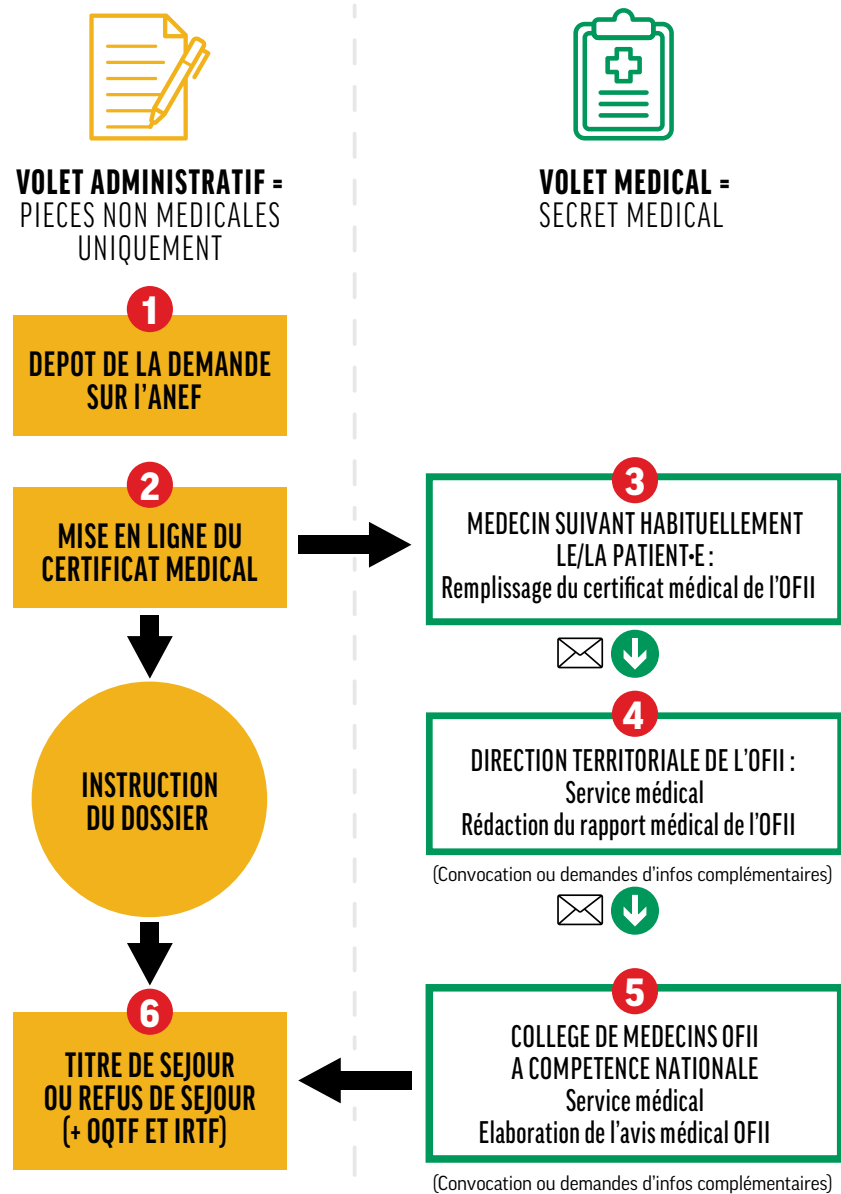 VOLET ADMINISTRATIF =
PIECES NON MEDICALES
UNIQUEMENT
VOLET MEDICAL =
SECRET MEDICAL
1
DEPOT DE LA DEMANDE
SUR l'ANEF
2
MISE EN LIGNE DU
CERTIFICAT MEDICAL
3
MEDECIN SUIVANT HABITUELLEMENT
LE/LA PATIENT•E :
Remplissage du certificat médical de l'OFII
INSTRUCTION
DU DOSSIER
4
DIRECTION TERRITORIALE DE L'OFII :
Service médical
Rédaction du rapport médical de l'OFII
(Convocation ou demandes d'infos complémentaires)
5
COLLEGE DE MEDECINS OFII
A COMPETENCE NATIONALE
Service médical
Elaboration de l'avis médical OFII
(Convocation ou demandes d'infos complémentaires)
6
TITRE DE SEJOUR
OU REFUS DE SEJOUR
(+ OQTF ET IRTF)